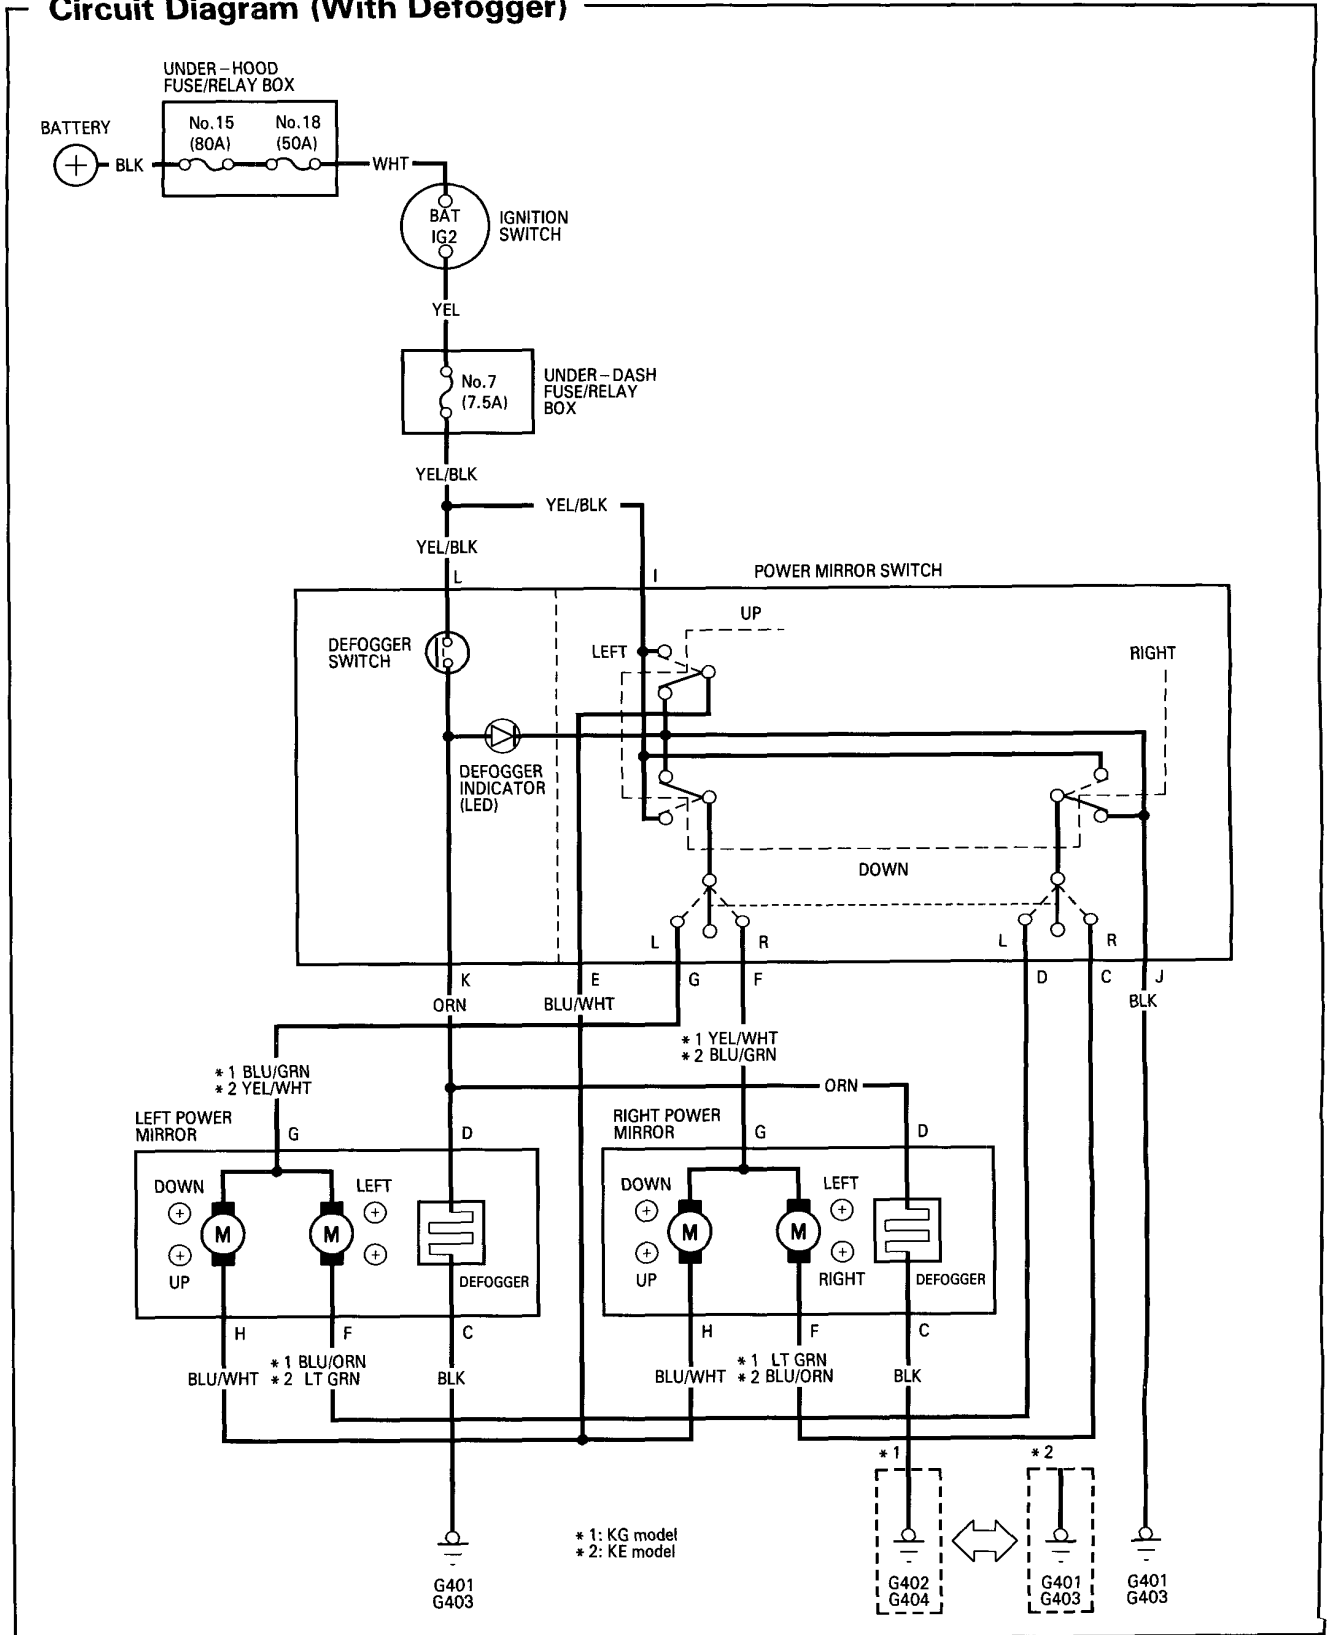 Circuit Diagram (With Defogger)
UNDER-HOOD
FUSE/RELAY BOX
BATTERY
No.15
(80A)
No.18
(50A)
BLK
WHT
BAT
IG2
IGNITION
SWITCH
YEL
No.7
(7.5A)
UNDER-DASH
FUSE/RELAY
BOX
YEL/BLK
YEL/BLK
YEL/BLK
L
I
POWER MIRROR SWITCH
UP
DEFOGGER
SWITCH
LEFT
RIGHT
DEFOGGER
INDICATOR
(LED)
DOWN
L
R
L
R
K
E
G
F
D
C
J
ORN
BLU/WHT
BLK
* 1 YEL/WHT
* 2 BLU/GRN
* 1 BLU/GRN
* 2 YEL/WHT
ORN
LEFT POWER
MIRROR
G
D
RIGHT POWER
MIRROR
G
D
DOWN
LEFT
M
M
UP
DEFOGGER
DOWN
LEFT
M
M
UP
RIGHT
DEFOGGER
H
F
C
H
F
C
BLU/WHT
* 1 BLU/ORN
* 2 LT GRN
BLK
BLU/WHT
* 1 LT GRN
* 2 BLU/ORN
BLK
* 1
* 2
* 1: KG model
* 2: KE model
G401
G403
G402
G404
G401
G403
G401
G403